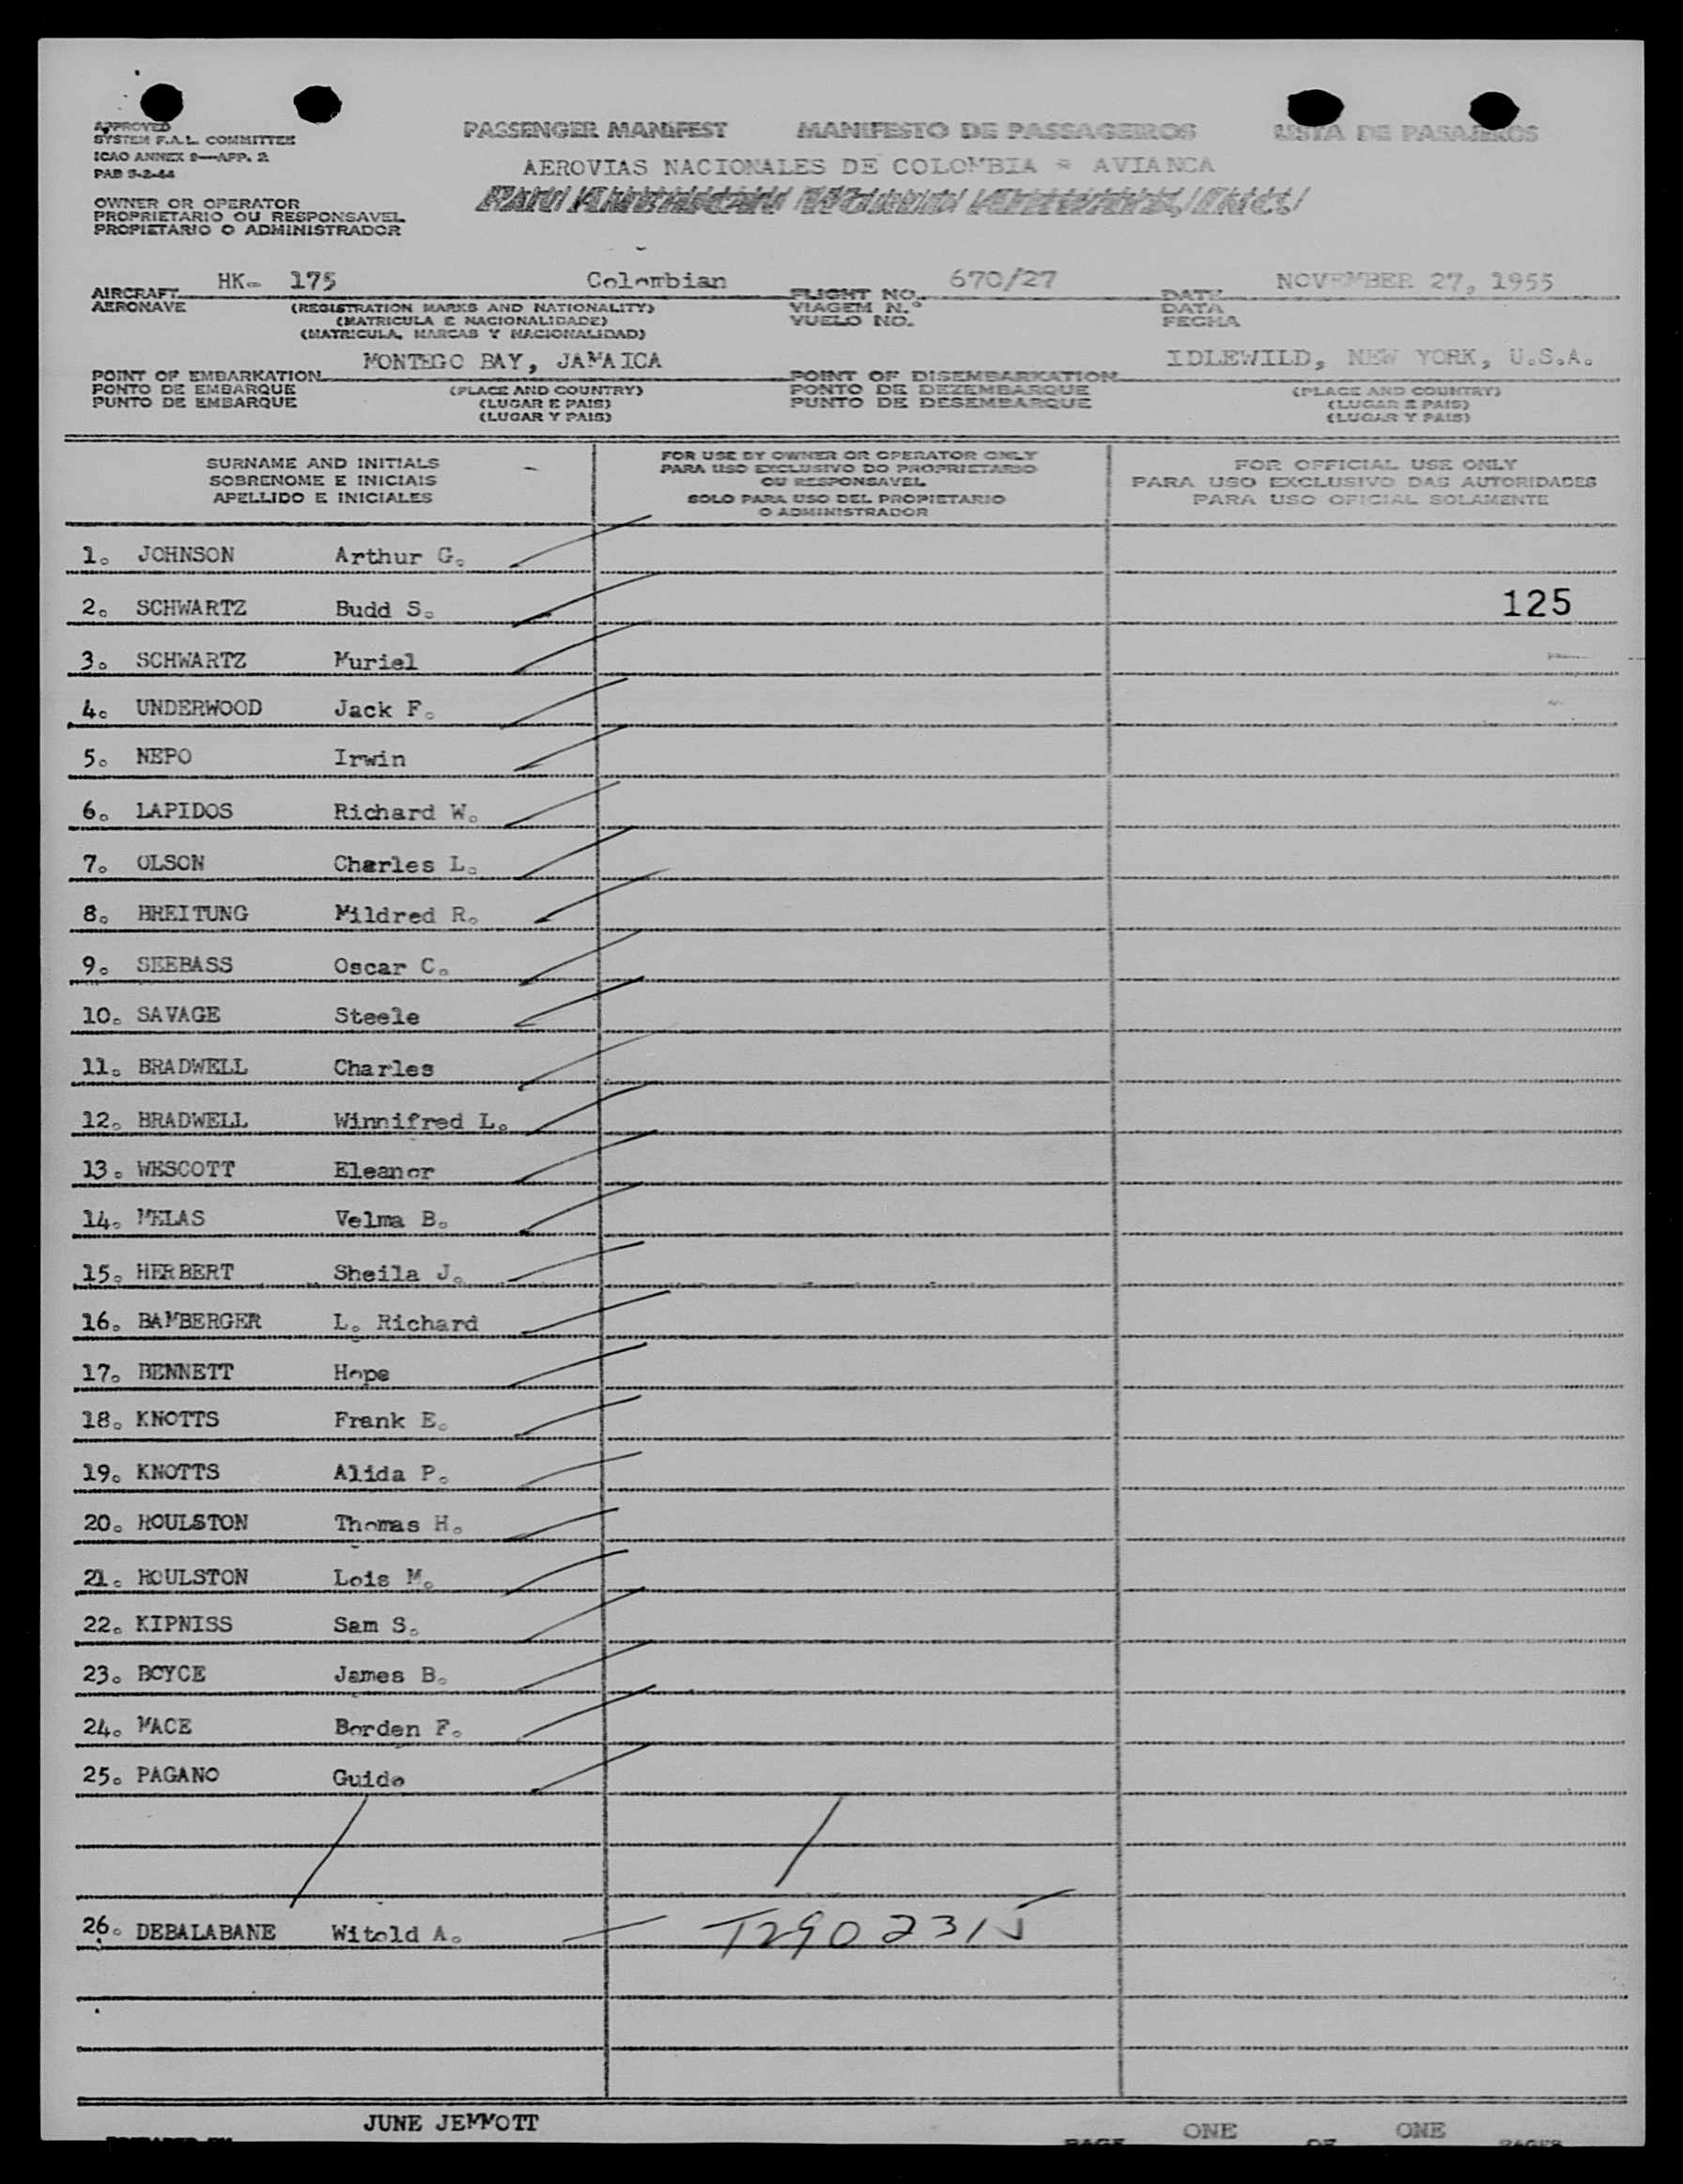 APPROVED
SYSTEM F.A.L. COMMITTEE
ICAO ANNEX 9—APP. 2
PAB 5-2-44
PASSENGER MANIFEST MANIFESTO DE PASSAGEIROS LISTA DE PASAJEROS
AEROVIAS NACIONALES DE COLOMBIA * AVIANCA
Pan American World Airways, Inc.
OWNER OR OPERATOR
PROPRIETARIO OU RESPONSAVEL
PROPIETARIO O ADMINISTRADOR
HK- 175 Colombian 670/27 NOVEMBER 27, 1955
AIRCRAFT FLIGHT NO. DATE
AERONAVE (REGISTRATION MARKS AND NATIONALITY) VIAGEM N.° DATA
(MATRICULA E NACIONALIDADE) VUELO NO. FECHA
(MATRICULA, MARCAS Y NACIONALIDAD)
MONTEGO BAY, JAMAICA IDLEWILD, NEW YORK, U.S.A.
POINT OF EMBARKATION POINT OF DISEMBARKATION
PONTO DE EMBARQUE (PLACE AND COUNTRY) PONTO DE DEZEMBARQUE (PLACE AND COUNTRY)
PUNTO DE EMBARQUE (LUGAR E PAIS) PUNTO DE DESEMBARQUE (LUGAR E PAIS)
(LUGAR Y PAIS) (LUGAR Y PAIS)
SURNAME AND INITIALS
SOBRENOME E INICIAIS
APELLIDO E INICIALES
FOR USE BY OWNER OR OPERATOR ONLY
PARA USO EXCLUSIVO DO PROPRIETARIO
OU RESPONSAVEL
SOLO PARA USO DEL PROPIETARIO
O ADMINISTRADOR
FOR OFFICIAL USE ONLY
PARA USO EXCLUSIVO DAS AUTORIDADES
PARA USO OFICIAL SOLAMENTE
1. JOHNSON Arthur G.
2. SCHWARTZ Budd S. 125
3. SCHWARTZ Muriel
4. UNDERWOOD Jack F.
5. NEPO Irwin
6. LAPIDOS Richard W.
7. OLSON Charles L.
8. BREITUNG Mildred R.
9. SEEBASS Oscar C.
10. SAVAGE Steele
11. BRADWELL Charles
12. BRADWELL Winnifred L.
13. WESCOTT Eleanor
14. MELAS Velma B.
15. HERBERT Sheila J.
16. BAMBERGER L. Richard
17. BENNETT Hope
18. KNOTTS Frank E.
19. KNOTTS Alida P.
20. HOULSTON Thomas H.
21. HOULSTON Lois M.
22. KIPNISS Sam S.
23. BOYCE James B.
24. MACE Borden F.
25. PAGANO Guido
26. DEBALABANE Witold A. T2902315
JUNE JEMMOTT
PAGE ONE OF ONE PAGES